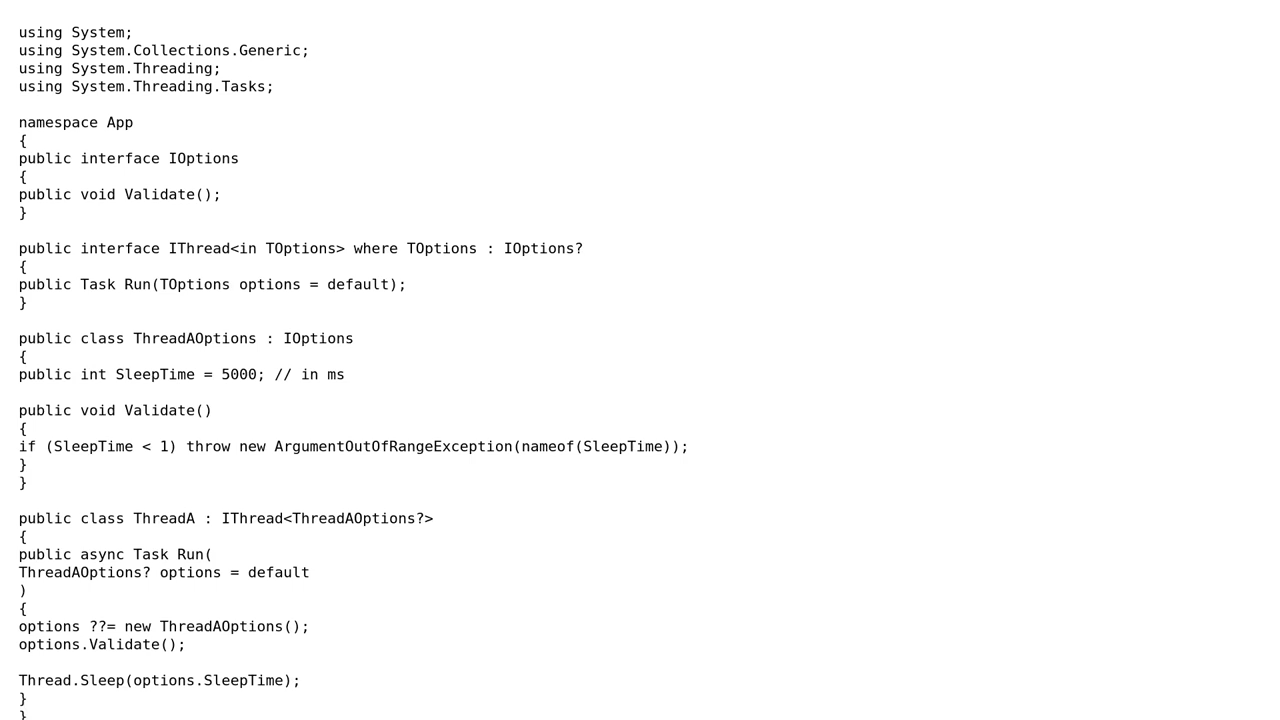 using System;
using System.Collections.Generic;
using System.Threading;
using System.Threading.Tasks;
namespace App
{
public interface IOptions
{
public void Validate();
}
public interface IThread<in TOptions> where TOptions : IOptions?
{
public Task Run(TOptions options = default);
}
public class ThreadAOptions : IOptions
{
public int SleepTime = 5000; // in ms
public void Validate()
{
if (SleepTime < 1) throw new ArgumentOutOfRangeException(nameof(SleepTime));
}
}
public class ThreadA : IThread<ThreadAOptions?>
{
public async Task Run(
ThreadAOptions? options = default
)
{
options ??= new ThreadAOptions();
options.Validate();
Thread.Sleep(options.SleepTime);
}
}